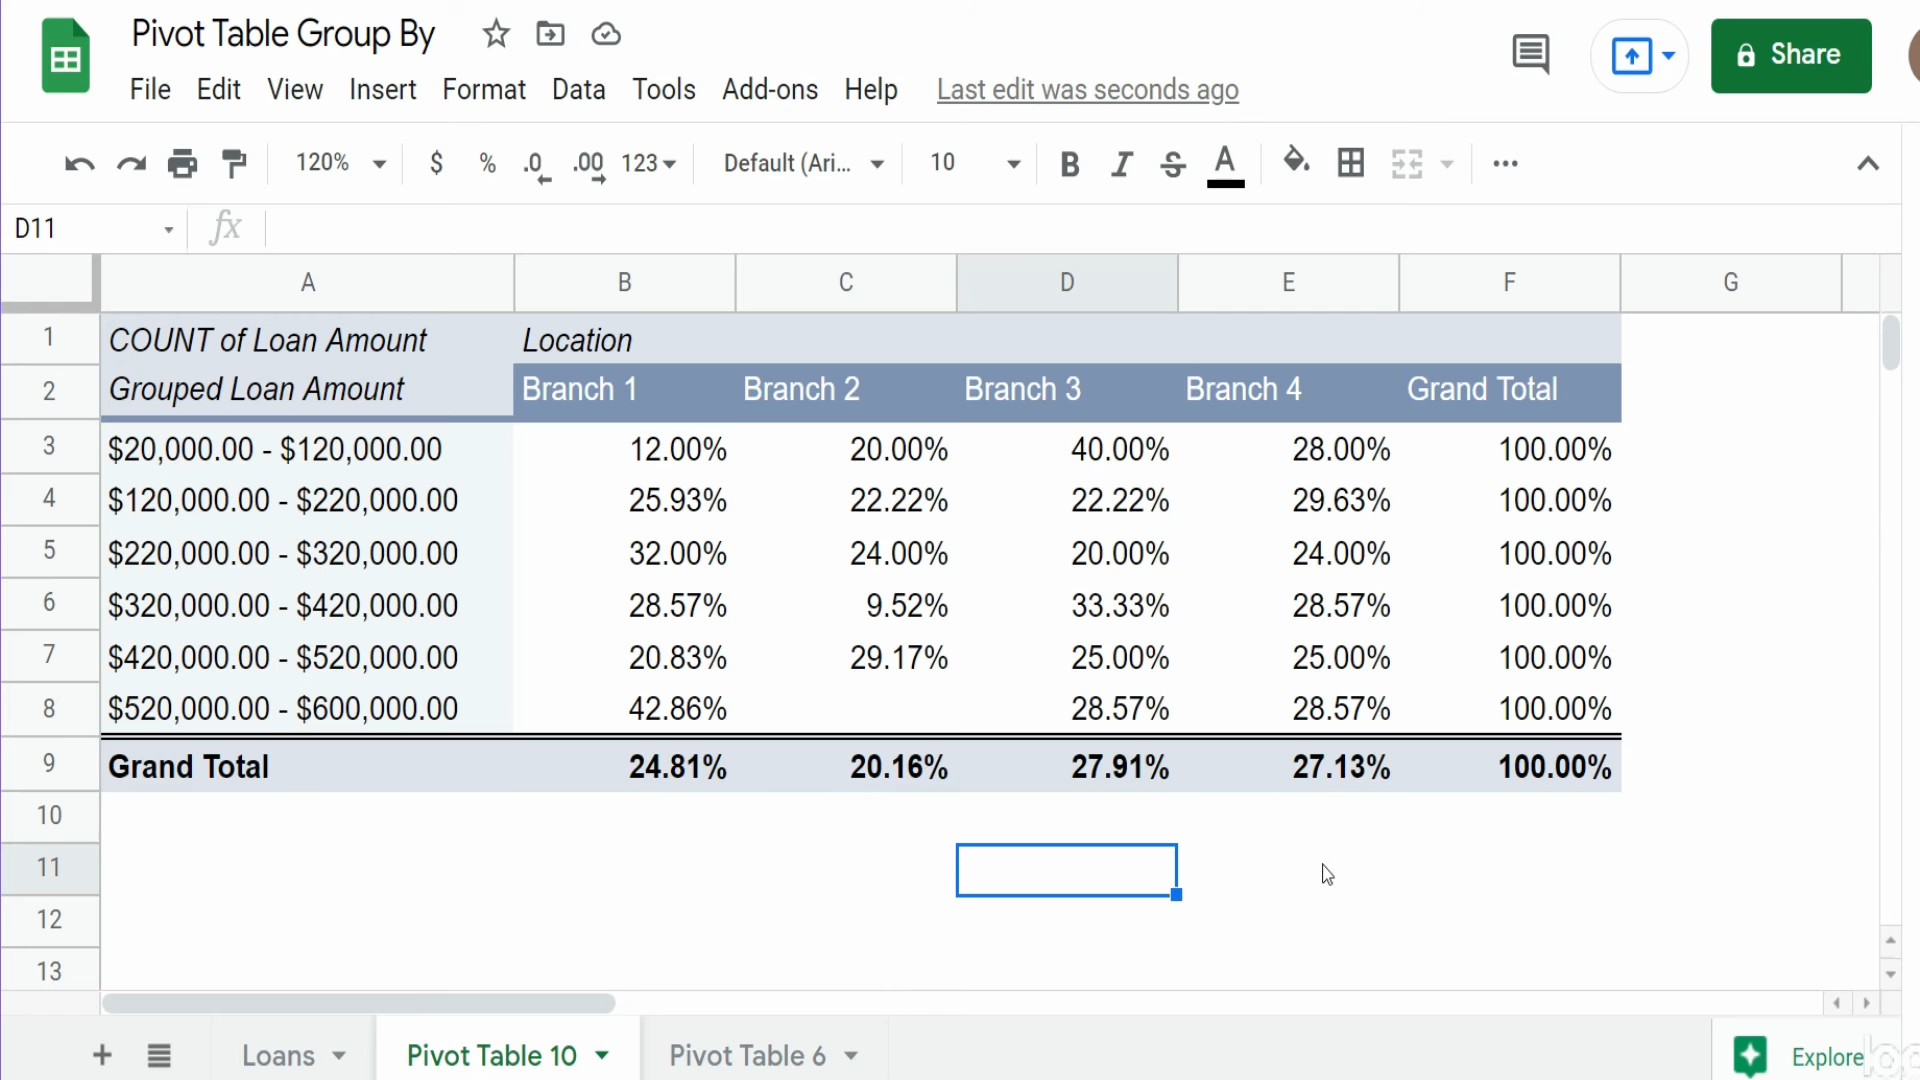 Pivot Table Group By
Share
File Edit View Insert Format Data Tools Add-ons Help Last edit was seconds ago
120% $ % .0 .00 123 Default (Ari... 10 B I S A
D11 fx
A B C D E F G
1 COUNT of Loan Amount Location
2 Grouped Loan Amount Branch 1 Branch 2 Branch 3 Branch 4 Grand Total
3 $20,000.00 - $120,000.00 12.00% 20.00% 40.00% 28.00% 100.00%
4 $120,000.00 - $220,000.00 25.93% 22.22% 22.22% 29.63% 100.00%
5 $220,000.00 - $320,000.00 32.00% 24.00% 20.00% 24.00% 100.00%
6 $320,000.00 - $420,000.00 28.57% 9.52% 33.33% 28.57% 100.00%
7 $420,000.00 - $520,000.00 20.83% 29.17% 25.00% 25.00% 100.00%
8 $520,000.00 - $600,000.00 42.86% 28.57% 28.57% 100.00%
9 Grand Total 24.81% 20.16% 27.91% 27.13% 100.00%
10
11
12
13
+ Loans Pivot Table 10 Pivot Table 6 Explore